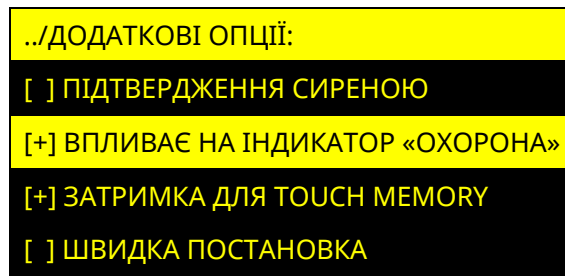 ../ДОДАТКОВІ ОПЦІЇ:
[ ] ПІДТВЕРДЖЕННЯ СИРЕНОЮ
[+] ВПЛИВАЄ НА ІНДИКАТОР «ОХОРОНА»
[+] ЗАТРИМКА ДЛЯ TOUCH MEMORY
[ ] ШВИДКА ПОСТАНОВКА